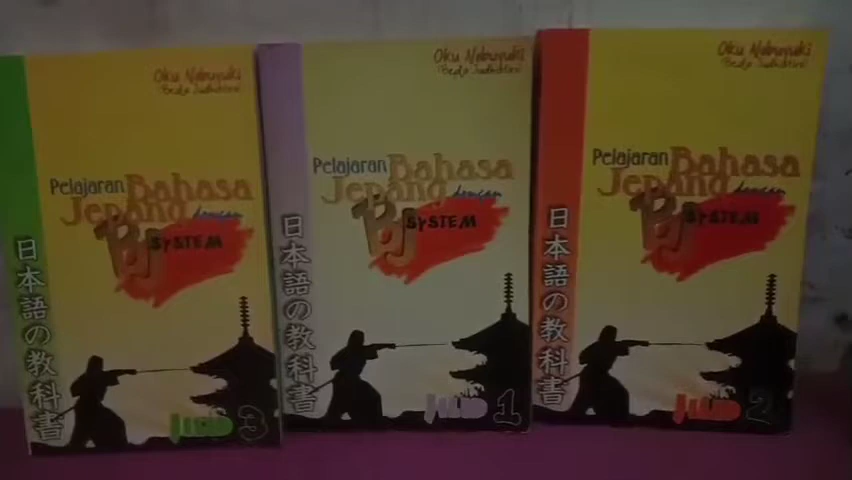 Oku Nobuyuki
Pelajaran Bahasa
Jepang dengan
BJ SYSTEM
日本語の教科書
Jilid 3
Oku Nobuyuki
Pelajaran Bahasa
Jepang dengan
BJ SYSTEM
日本語の教科書
Jilid 1
Oku Nobuyuki
Pelajaran Bahasa
Jepang dengan
BJ SYSTEM
日本語の教科書
Jilid 2